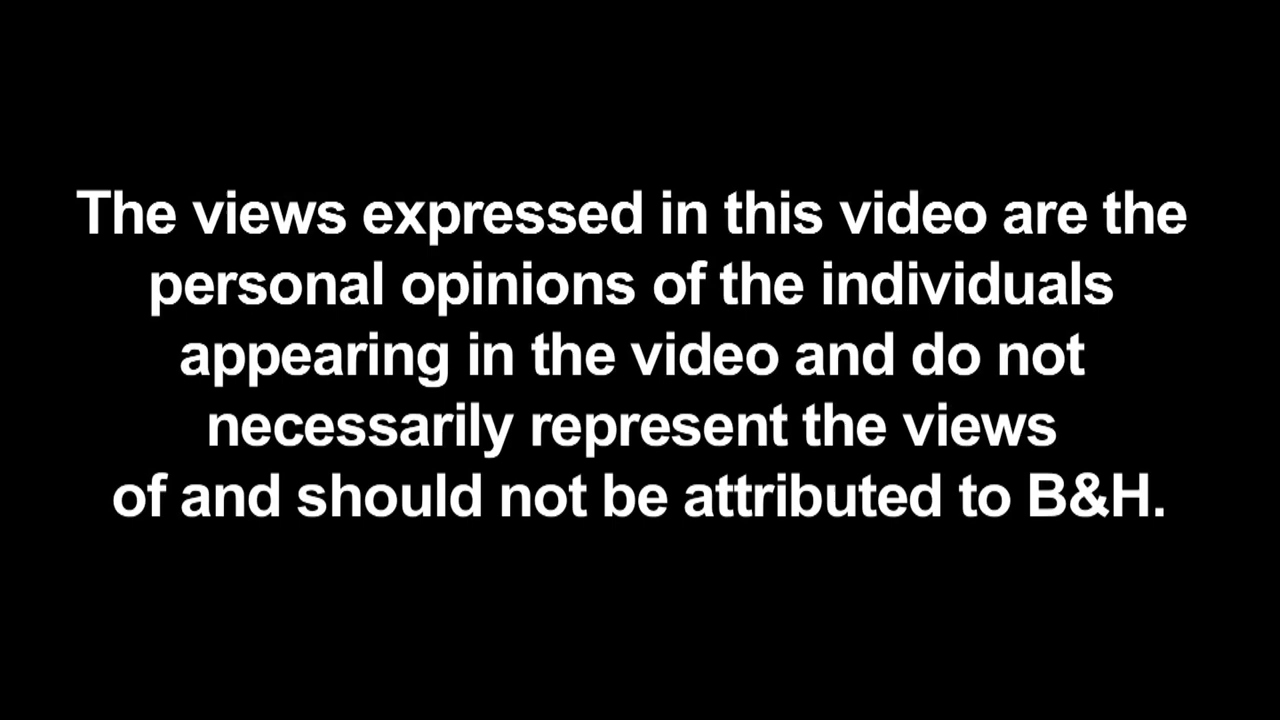 The views expressed in this video are the
personal opinions of the individuals
appearing in the video and do not
necessarily represent the views
of and should not be attributed to B&H.